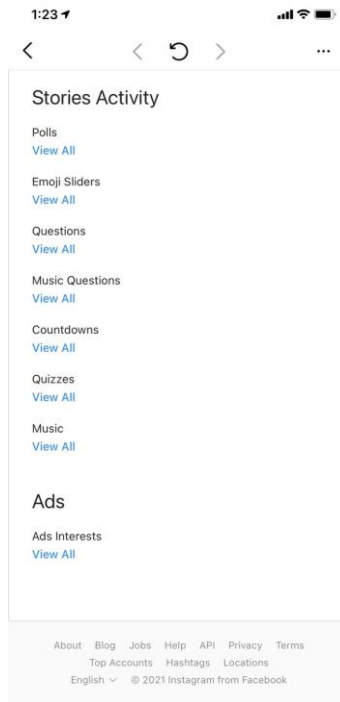 1:23
Stories Activity
Polls
View All
Emoji Sliders
View All
Questions
View All
Music Questions
View All
Countdowns
View All
Quizzes
View All
Music
View All
Ads
Ads Interests
View All
About Blog Jobs Help API Privacy Terms
Top Accounts Hashtags Locations
English © 2021 Instagram from Facebook